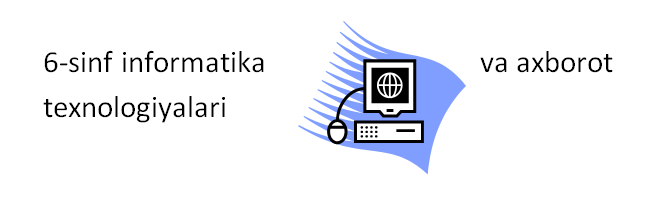 6-sinf informatika va axborot
texnologiyalari